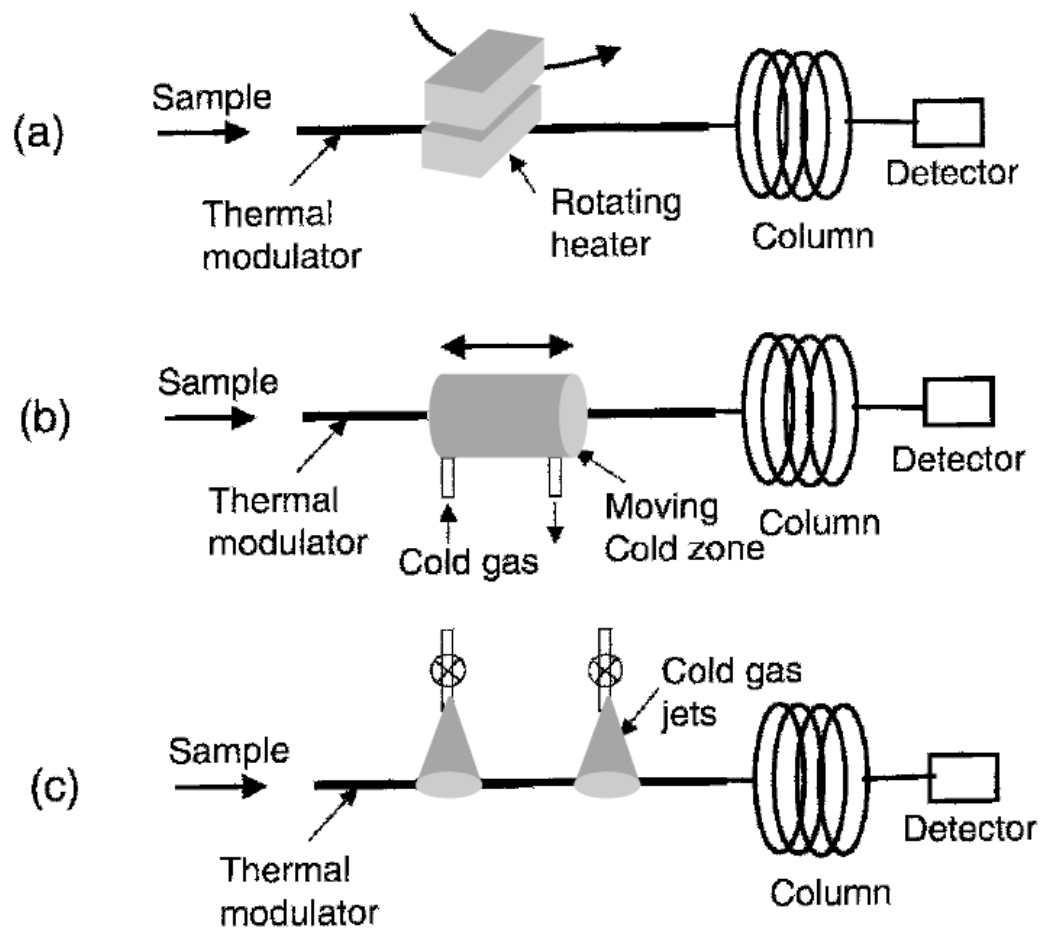 (a)
Sample
Thermal
modulator
Rotating
heater
Column
Detector
(b)
Sample
Thermal
modulator
Cold gas
Moving
Cold zone
Column
Detector
(c)
Sample
Thermal
modulator
Cold gas
jets
Column
Detector